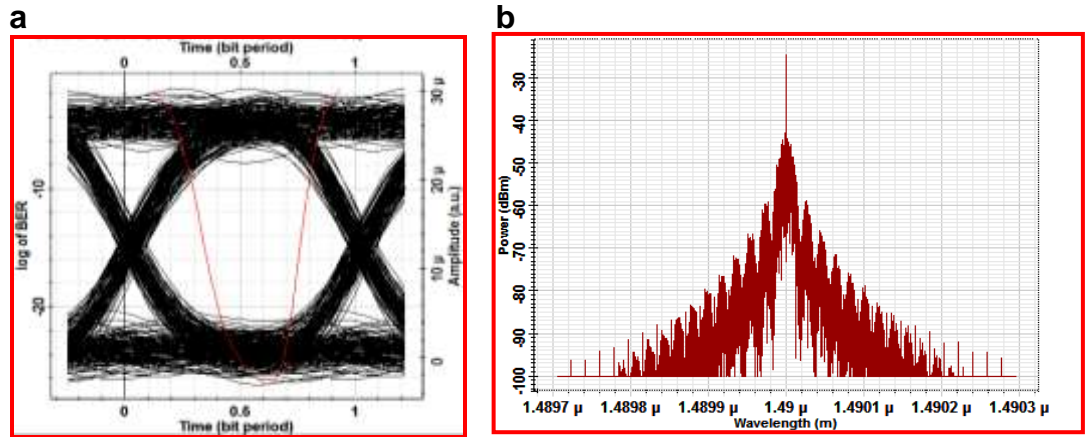 a
Time (bit period)
0 0.5 1
log of BER
-10
-20
Amplitude (a.u.)
30 µ
20 µ
10 µ
0
0 0.5 1
Time (bit period)
b
Power (dBm)
-30
-40
-50
-60
-70
-80
-90
-100
1.4897 µ 1.4898 µ 1.4899 µ 1.49 µ 1.4901 µ 1.4902 µ 1.4903 µ
Wavelength (m)